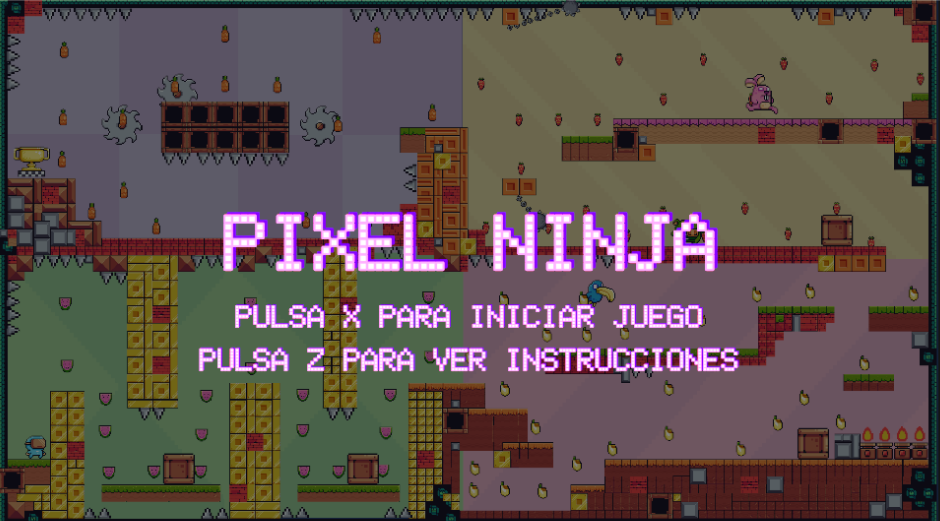 PIXEL NINJA
PULSA X PARA INICIAR JUEGO
PULSA Z PARA VER INSTRUCCIONES